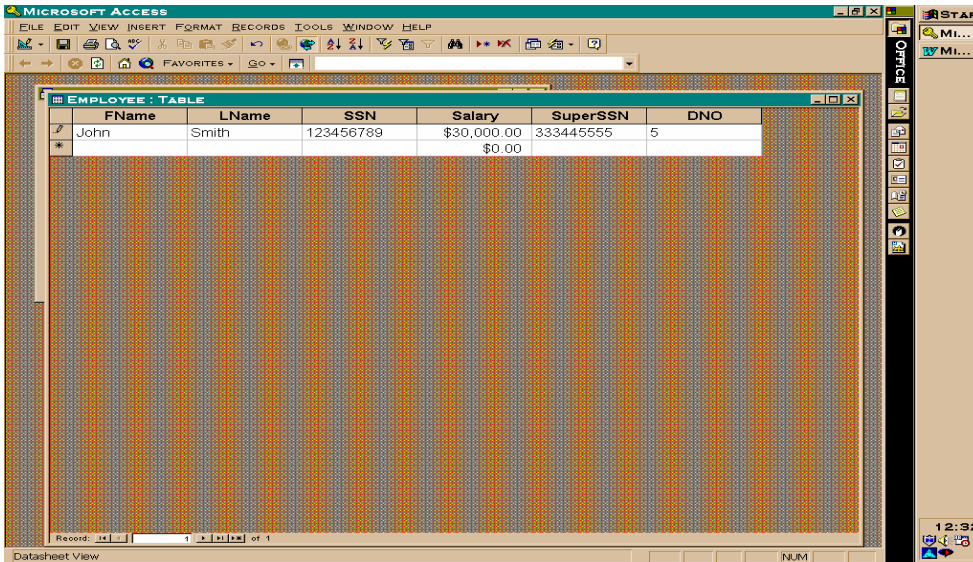 MICROSOFT ACCESS
FILE EDIT VIEW INSERT FORMAT RECORDS TOOLS WINDOW HELP
FAVORITES GO
EMPLOYEE : TABLE
FName LName SSN Salary SuperSSN DNO
John Smith 123456789 $30,000.00 333445555 5
$0.00
Record: 1 of 1
Datasheet View NUM
OFFICE
STAR
MI...
MI...
12:32